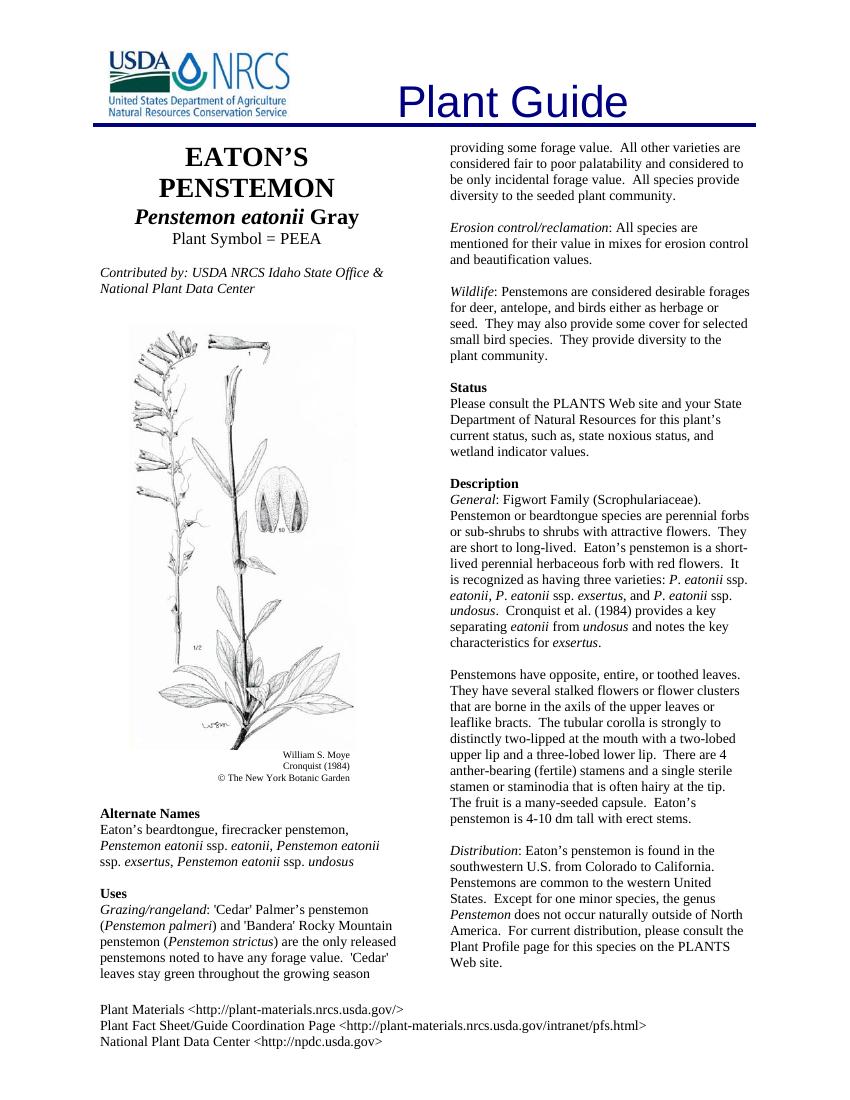 USDA NRCS
United States Department of Agriculture
Natural Resources Conservation Service
Plant Guide
EATON’S
PENSTEMON
Penstemon eatonii Gray
Plant Symbol = PEEA
Contributed by: USDA NRCS Idaho State Office &
National Plant Data Center
1
10
1/2
WSM
William S. Moye
Cronquist (1984)
© The New York Botanic Garden
Alternate Names
Eaton’s beardtongue, firecracker penstemon,
Penstemon eatonii ssp. eatonii, Penstemon eatonii
ssp. exsertus, Penstemon eatonii ssp. undosus
Uses
Grazing/rangeland: 'Cedar' Palmer’s penstemon
(Penstemon palmeri) and 'Bandera' Rocky Mountain
penstemon (Penstemon strictus) are the only released
penstemons noted to have any forage value.  'Cedar'
leaves stay green throughout the growing season
providing some forage value.  All other varieties are
considered fair to poor palatability and considered to
be only incidental forage value.  All species provide
diversity to the seeded plant community.
Erosion control/reclamation: All species are
mentioned for their value in mixes for erosion control
and beautification values.
Wildlife: Penstemons are considered desirable forages
for deer, antelope, and birds either as herbage or
seed.  They may also provide some cover for selected
small bird species.  They provide diversity to the
plant community.
Status
Please consult the PLANTS Web site and your State
Department of Natural Resources for this plant’s
current status, such as, state noxious status, and
wetland indicator values.
Description
General: Figwort Family (Scrophulariaceae).
Penstemon or beardtongue species are perennial forbs
or sub-shrubs to shrubs with attractive flowers.  They
are short to long-lived.  Eaton’s penstemon is a short-
lived perennial herbaceous forb with red flowers.  It
is recognized as having three varieties: P. eatonii ssp.
eatonii, P. eatonii ssp. exsertus, and P. eatonii ssp.
undosus.  Cronquist et al. (1984) provides a key
separating eatonii from undosus and notes the key
characteristics for exsertus.
Penstemons have opposite, entire, or toothed leaves.
They have several stalked flowers or flower clusters
that are borne in the axils of the upper leaves or
leaflike bracts.  The tubular corolla is strongly to
distinctly two-lipped at the mouth with a two-lobed
upper lip and a three-lobed lower lip.  There are 4
anther-bearing (fertile) stamens and a single sterile
stamen or staminodia that is often hairy at the tip.
The fruit is a many-seeded capsule.  Eaton’s
penstemon is 4-10 dm tall with erect stems.
Distribution: Eaton’s penstemon is found in the
southwestern U.S. from Colorado to California.
Penstemons are common to the western United
States.  Except for one minor species, the genus
Penstemon does not occur naturally outside of North
America.  For current distribution, please consult the
Plant Profile page for this species on the PLANTS
Web site.
Plant Materials <http://plant-materials.nrcs.usda.gov/>
Plant Fact Sheet/Guide Coordination Page <http://plant-materials.nrcs.usda.gov/intranet/pfs.html>
National Plant Data Center <http://npdc.usda.gov>